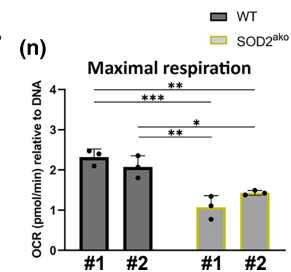 WT
SOD2ako
(n)
Maximal respiration
OCR (pmol/min) relative to DNA
4
3
2
1
0
**
***
*
**
#1 #2 #1 #2